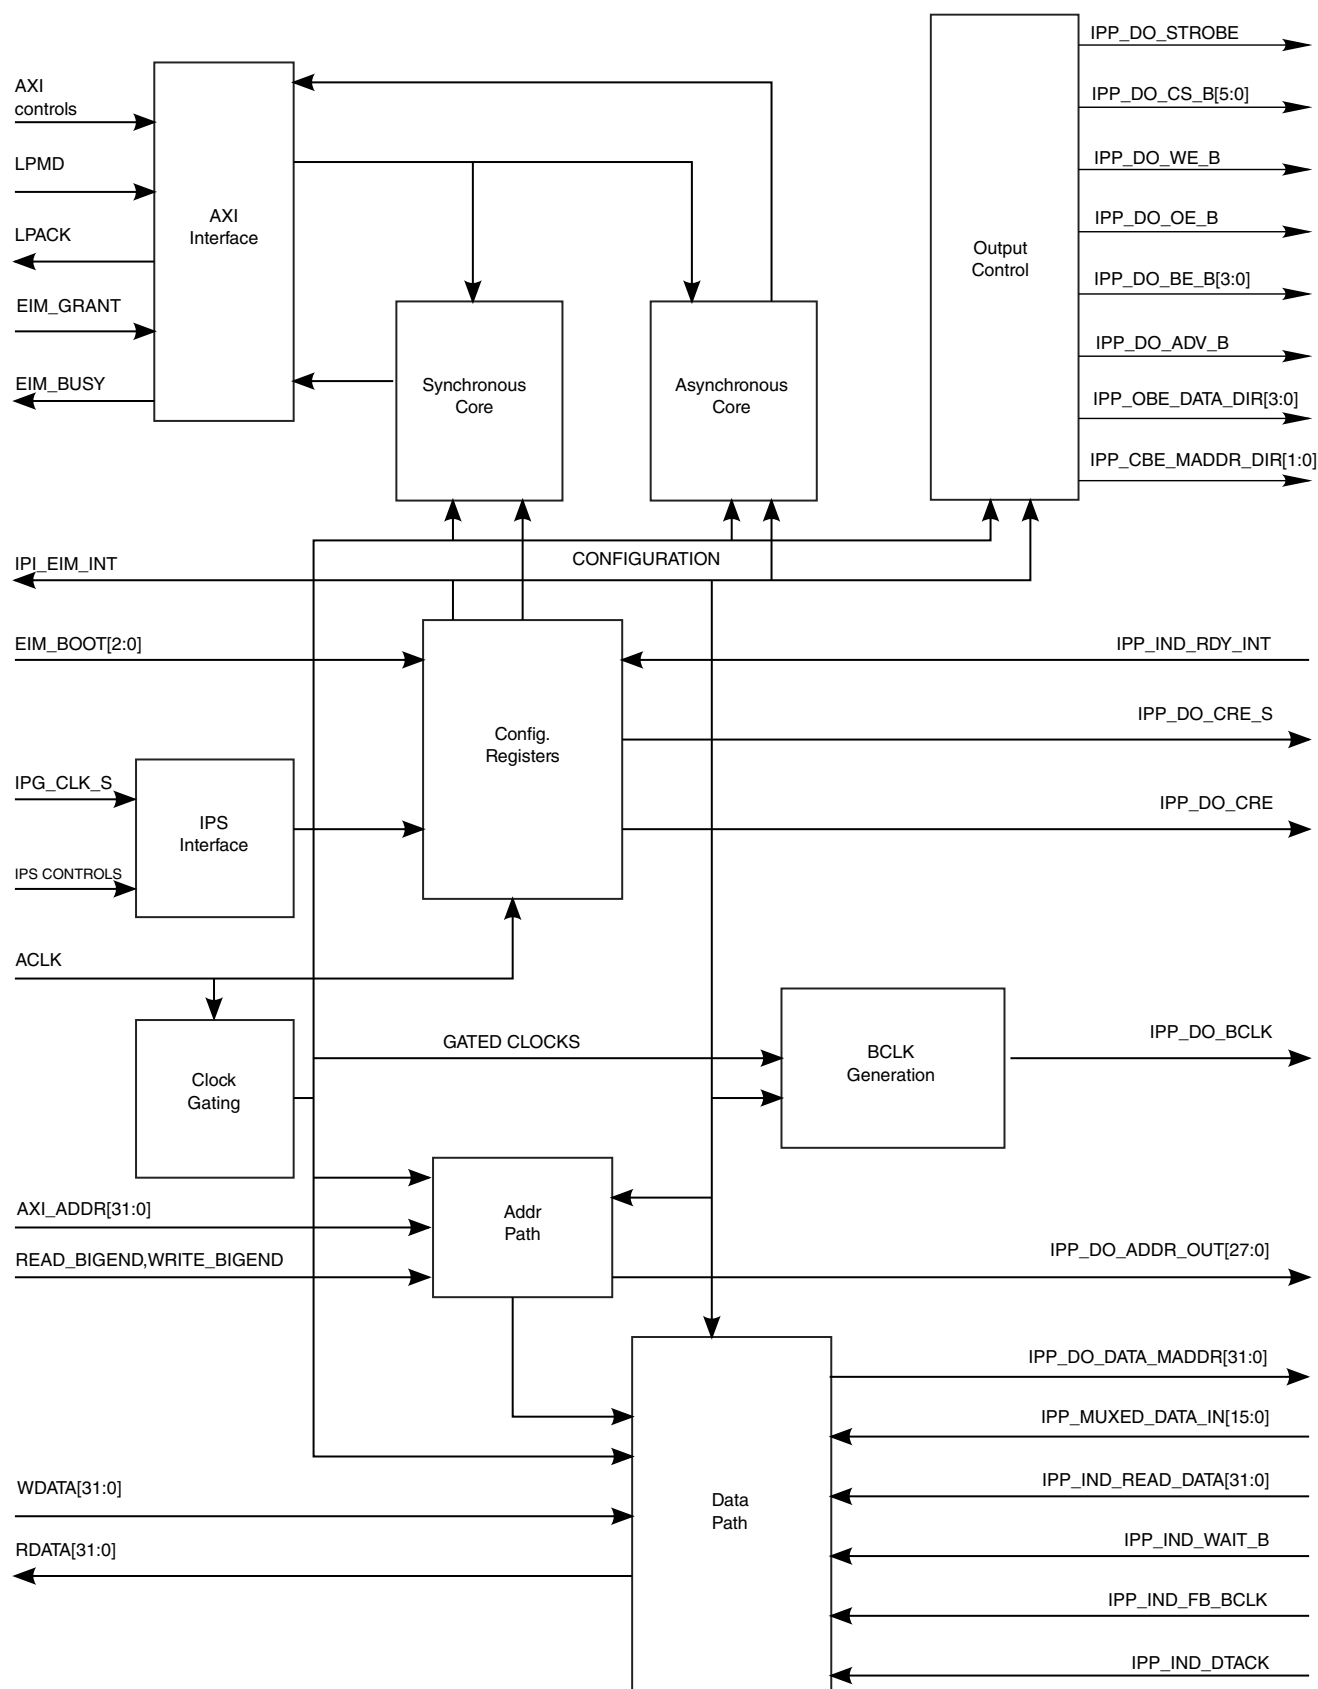 IPP_DO_STROBE
AXI
controls
IPP_DO_CS_B[5:0]
LPMD
IPP_DO_WE_B
LPACK
AXI
Interface
IPP_DO_OE_B
Output
Control
EIM_GRANT
IPP_DO_BE_B[3:0]
IPP_DO_ADV_B
EIM_BUSY
Synchronous
Core
Asynchronous
Core
IPP_OBE_DATA_DIR[3:0]
IPP_CBE_MADDR_DIR[1:0]
IPI_EIM_INT
CONFIGURATION
EIM_BOOT[2:0]
IPP_IND_RDY_INT
IPP_DO_CRE_S
Config.
Registers
IPG_CLK_S
IPP_DO_CRE
IPS
Interface
IPS CONTROLS
ACLK
GATED CLOCKS
IPP_DO_BCLK
BCLK
Generation
Clock
Gating
AXI_ADDR[31:0]
Addr
Path
READ_BIGEND,WRITE_BIGEND
IPP_DO_ADDR_OUT[27:0]
IPP_DO_DATA_MADDR[31:0]
IPP_MUXED_DATA_IN[15:0]
WDATA[31:0]
IPP_IND_READ_DATA[31:0]
Data
Path
RDATA[31:0]
IPP_IND_WAIT_B
IPP_IND_FB_BCLK
IPP_IND_DTACK